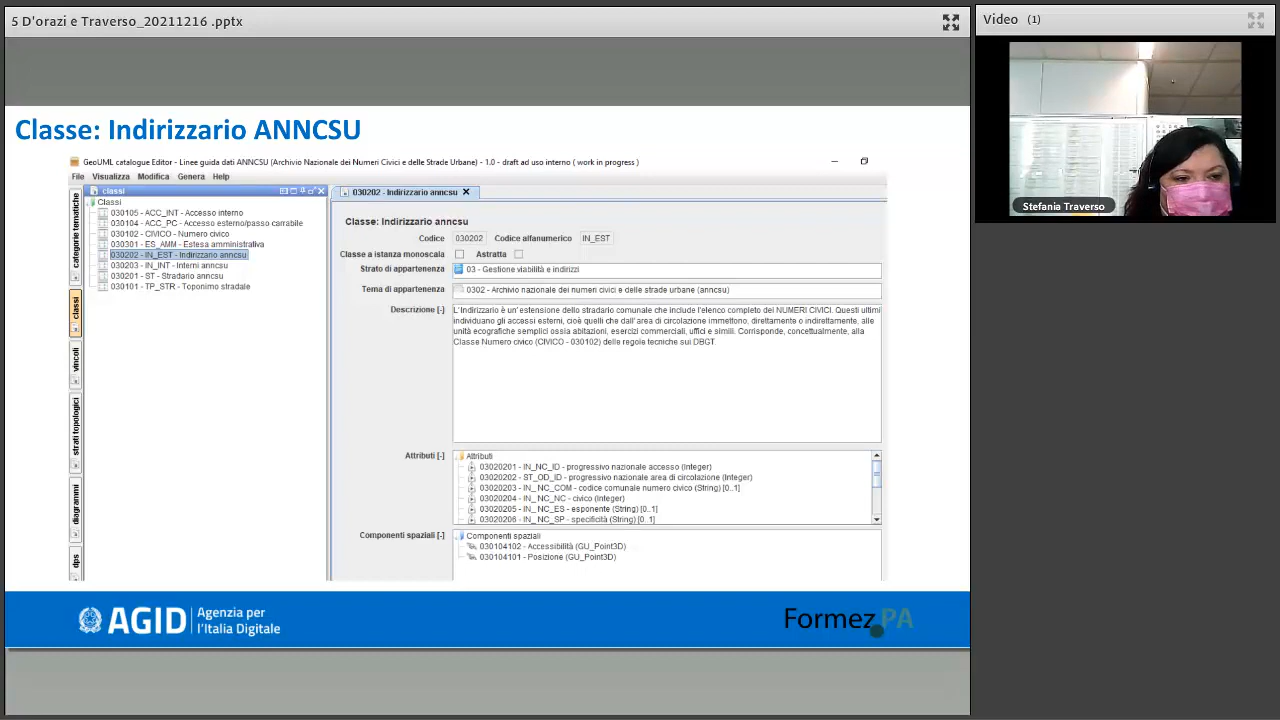 5 D'orazi e Traverso_20211216 .pptx
Video (1)
Stefania Traverso
Classe: Indirizzario ANNCSU
GeoUML catalogue Editor - Linee guida dati ANNCSU (Archivio Nazionale dei Numeri Civici e delle Strade Urbane) - 1.0 - draft ad uso interno ( work in progress )
File Visualizza Modifica Genera Help
categorie tematiche
classi
vincoli
strati topologici
diagrammi
dps
classi
Classi
030105 - ACC_INT - Accesso interno
030104 - ACC_PC - Accesso esterno/passo carrabile
030102 - CIVICO - Numero civico
030301 - ES_AMM - Estesa amministrativa
030202 - IN_EST - Indirizzario anncsu
030203 - IN_INT - Interni anncsu
030201 - ST - Stradario anncsu
030101 - TP_STR - Toponimo stradale
030202 - Indirizzario anncsu
Classe: Indirizzario anncsu
Codice 030202 Codice alfanumerico IN_EST
Classe a istanza monoscala Astratta
Strato di appartenenza 03 - Gestione viabilità e indirizzi
Tema di appartenenza 0302 - Archivio nazionale dei numeri civici e delle strade urbane (anncsu)
Descrizione [-] L'Indirizzario è un'estensione dello stradario comunale che include l'elenco completo dei NUMERI CIVICI. Questi ultimi
individuano gli accessi esterni, cioè quelli che dall'area di circolazione immettono, direttamente o indirettamente, alle
unità ecografiche semplici ossia abitazioni, esercizi commerciali, uffici e simili. Corrisponde, concettualmente, alla
Classe Numero civico (CIVICO - 030102) delle regole tecniche sui DBGT.
Attributi [-] Attributi
03020201 - IN_NC_ID - progressivo nazionale accesso (Integer)
03020202 - ST_OD_ID - progressivo nazionale area di circolazione (Integer)
03020203 - IN_NC_COM - codice comunale numero civico (String) [0..1]
03020204 - IN_NC_NC - civico (Integer)
03020205 - IN_NC_ES - esponente (String) [0..1]
03020206 - IN_NC_SP - specificità (String) [0..1]
Componenti spaziali [-] Componenti spaziali
030104102 - Accessibilità (GU_Point3D)
030104101 - Posizione (GU_Point3D)
AGID Agenzia per
l'Italia Digitale
Formez PA